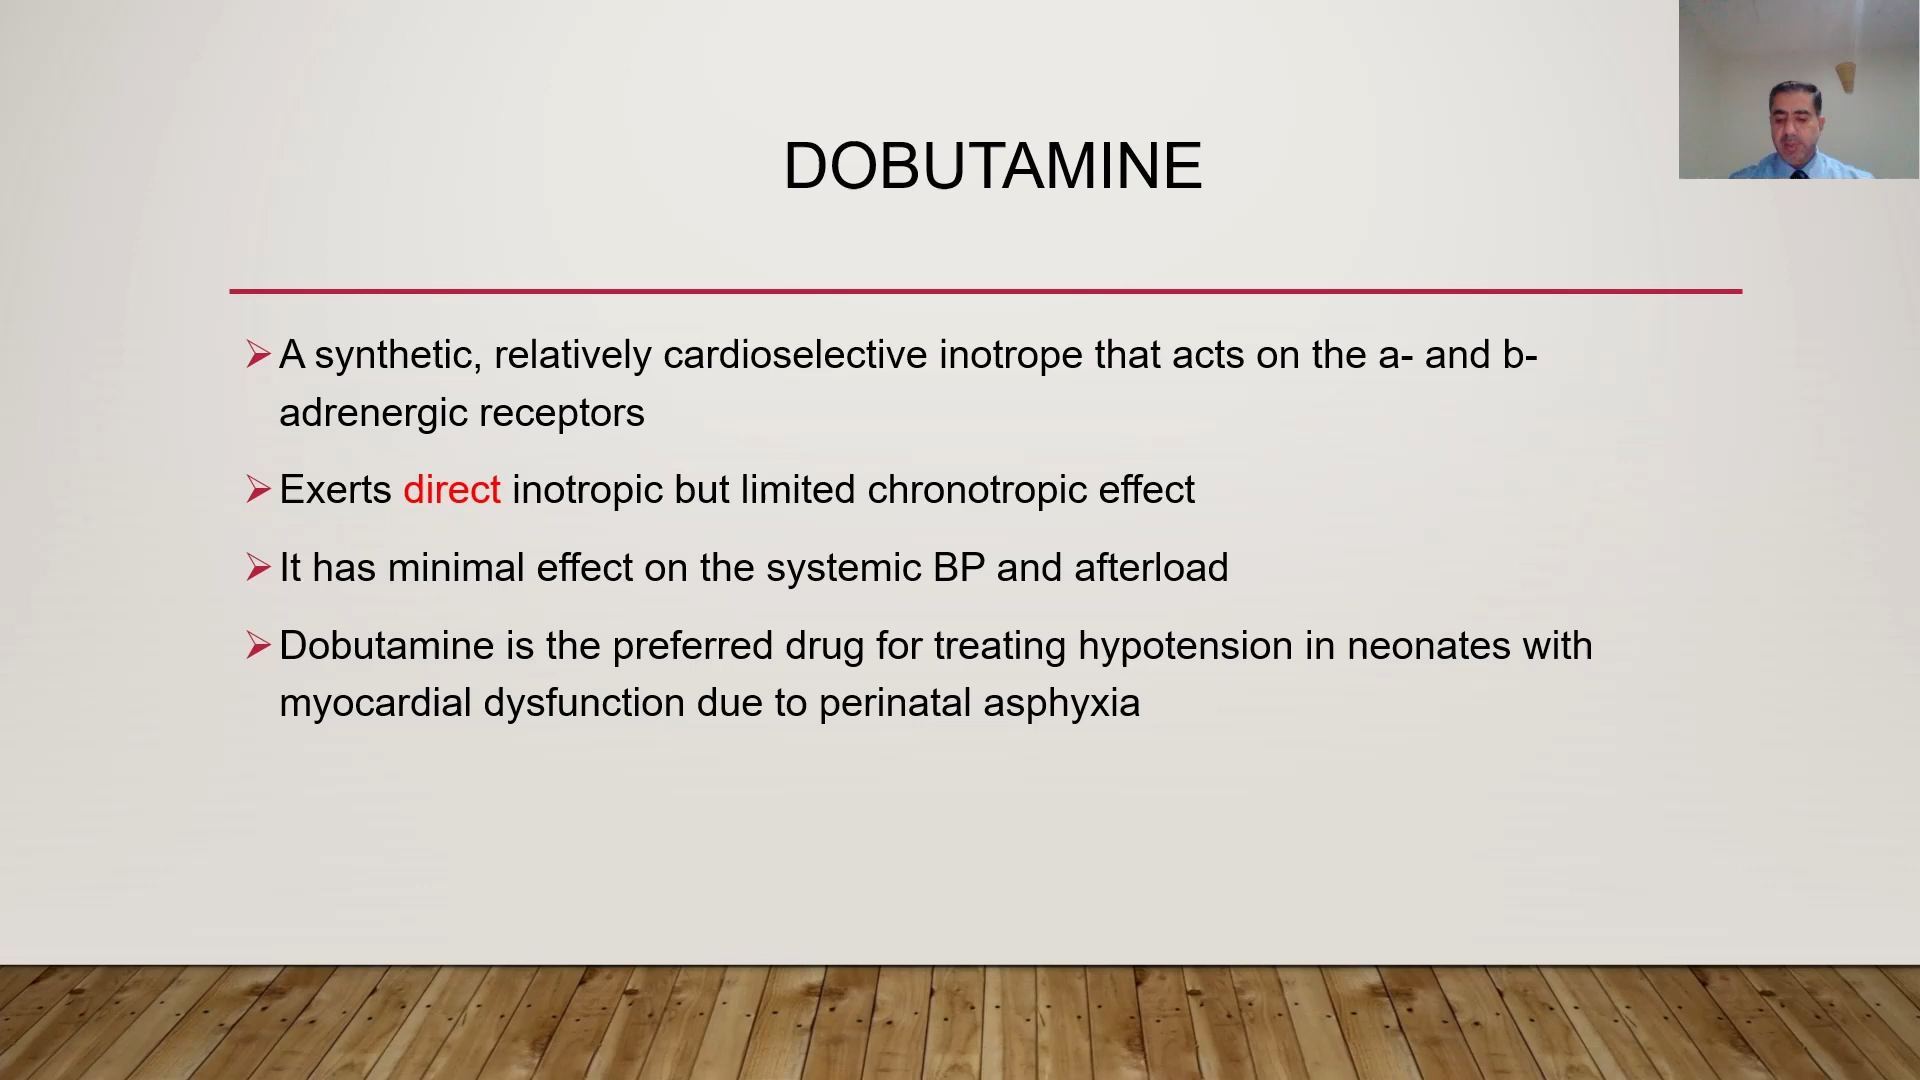 DOBUTAMINE
A synthetic, relatively cardioselective inotrope that acts on the a- and b-
adrenergic receptors
Exerts direct inotropic but limited chronotropic effect
It has minimal effect on the systemic BP and afterload
Dobutamine is the preferred drug for treating hypotension in neonates with
myocardial dysfunction due to perinatal asphyxia